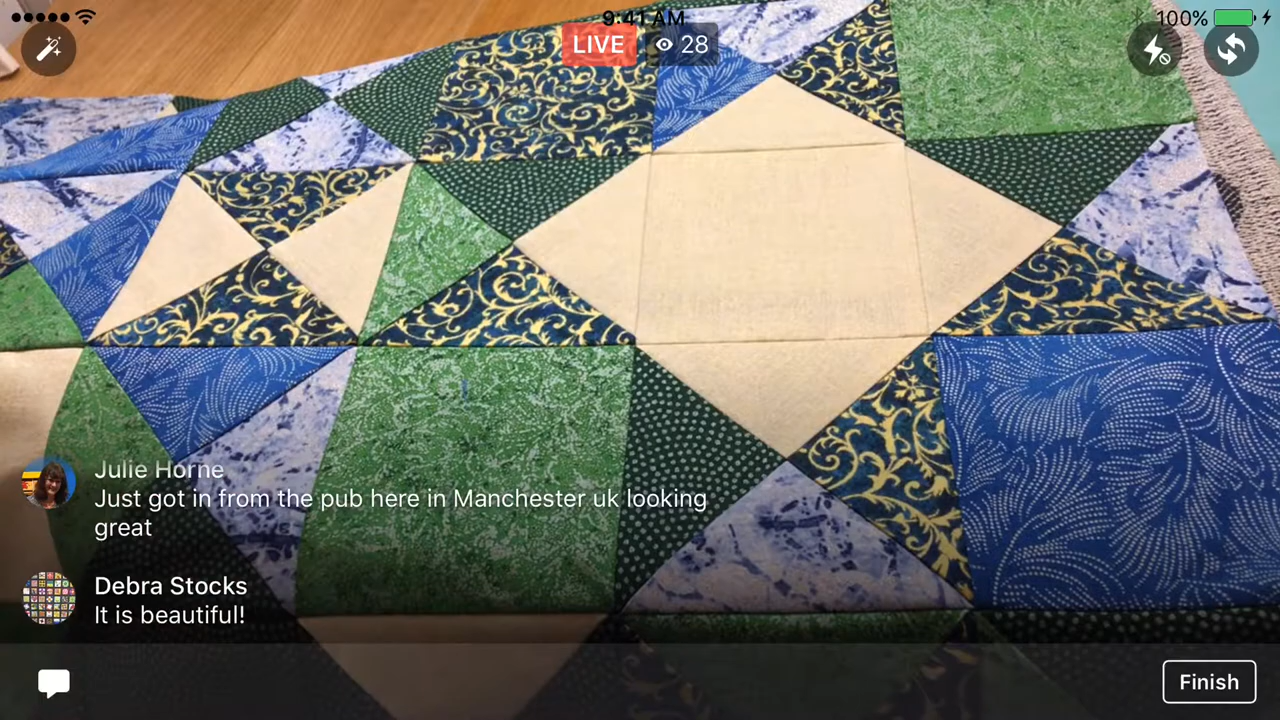 9:41 AM
100%
LIVE
28
Julie Horne
Just got in from the pub here in Manchester uk looking
great
Debra Stocks
It is beautiful!
Finish